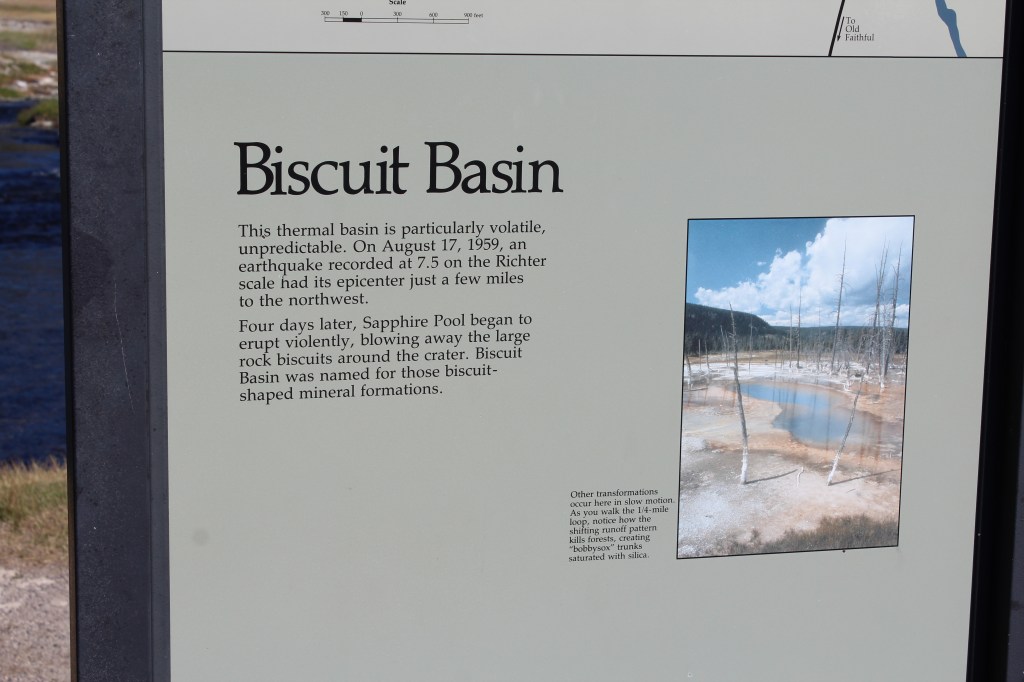 Scale
300 150 0 300 600 900 feet
To
Old
Faithful
Biscuit Basin
This thermal basin is particularly volatile,
unpredictable. On August 17, 1959, an
earthquake recorded at 7.5 on the Richter
scale had its epicenter just a few miles
to the northwest.
Four days later, Sapphire Pool began to
erupt violently, blowing away the large
rock biscuits around the crater. Biscuit
Basin was named for those biscuit-
shaped mineral formations.
Other transformations
occur here in slow motion.
As you walk the 1/4-mile
loop, notice how the
shifting runoff pattern
kills forests, creating
"bobbysox" trunks
saturated with silica.